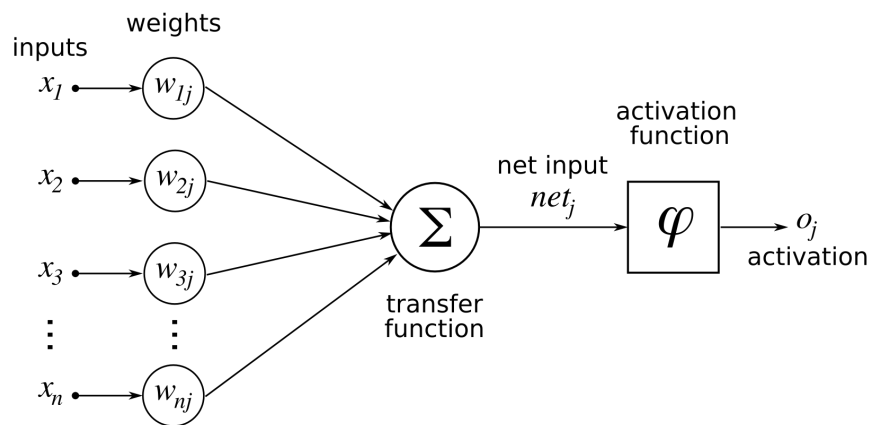 weights
inputs
x1
w1j
activation
function
x2
w2j
net input
netj
Σ
φ
oj
activation
x3
w3j
transfer
function
⋮ ⋮
xn
wnj